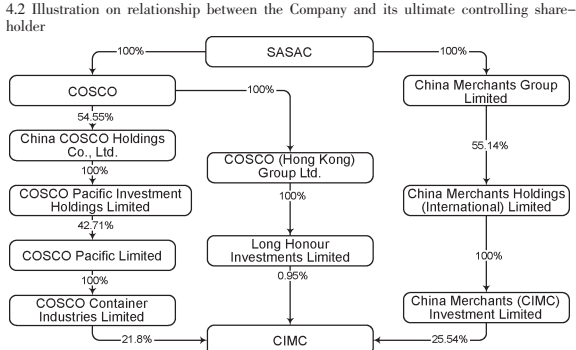 4.2 Illustration on relationship between the Company and its ultimate controlling share–
holder
100%
SASAC
100%
COSCO
100%
China Merchants Group
Limited
54.55%
China COSCO Holdings
Co., Ltd.
55.14%
COSCO (Hong Kong)
Group Ltd.
100%
COSCO Pacific Investment
Holdings Limited
100%
China Merchants Holdings
(International) Limited
42.71%
COSCO Pacific Limited
Long Honour
Investments Limited
100%
100%
0.95%
COSCO Container
Industries Limited
China Merchants (CIMC)
Investment Limited
21.8%
CIMC
25.54%